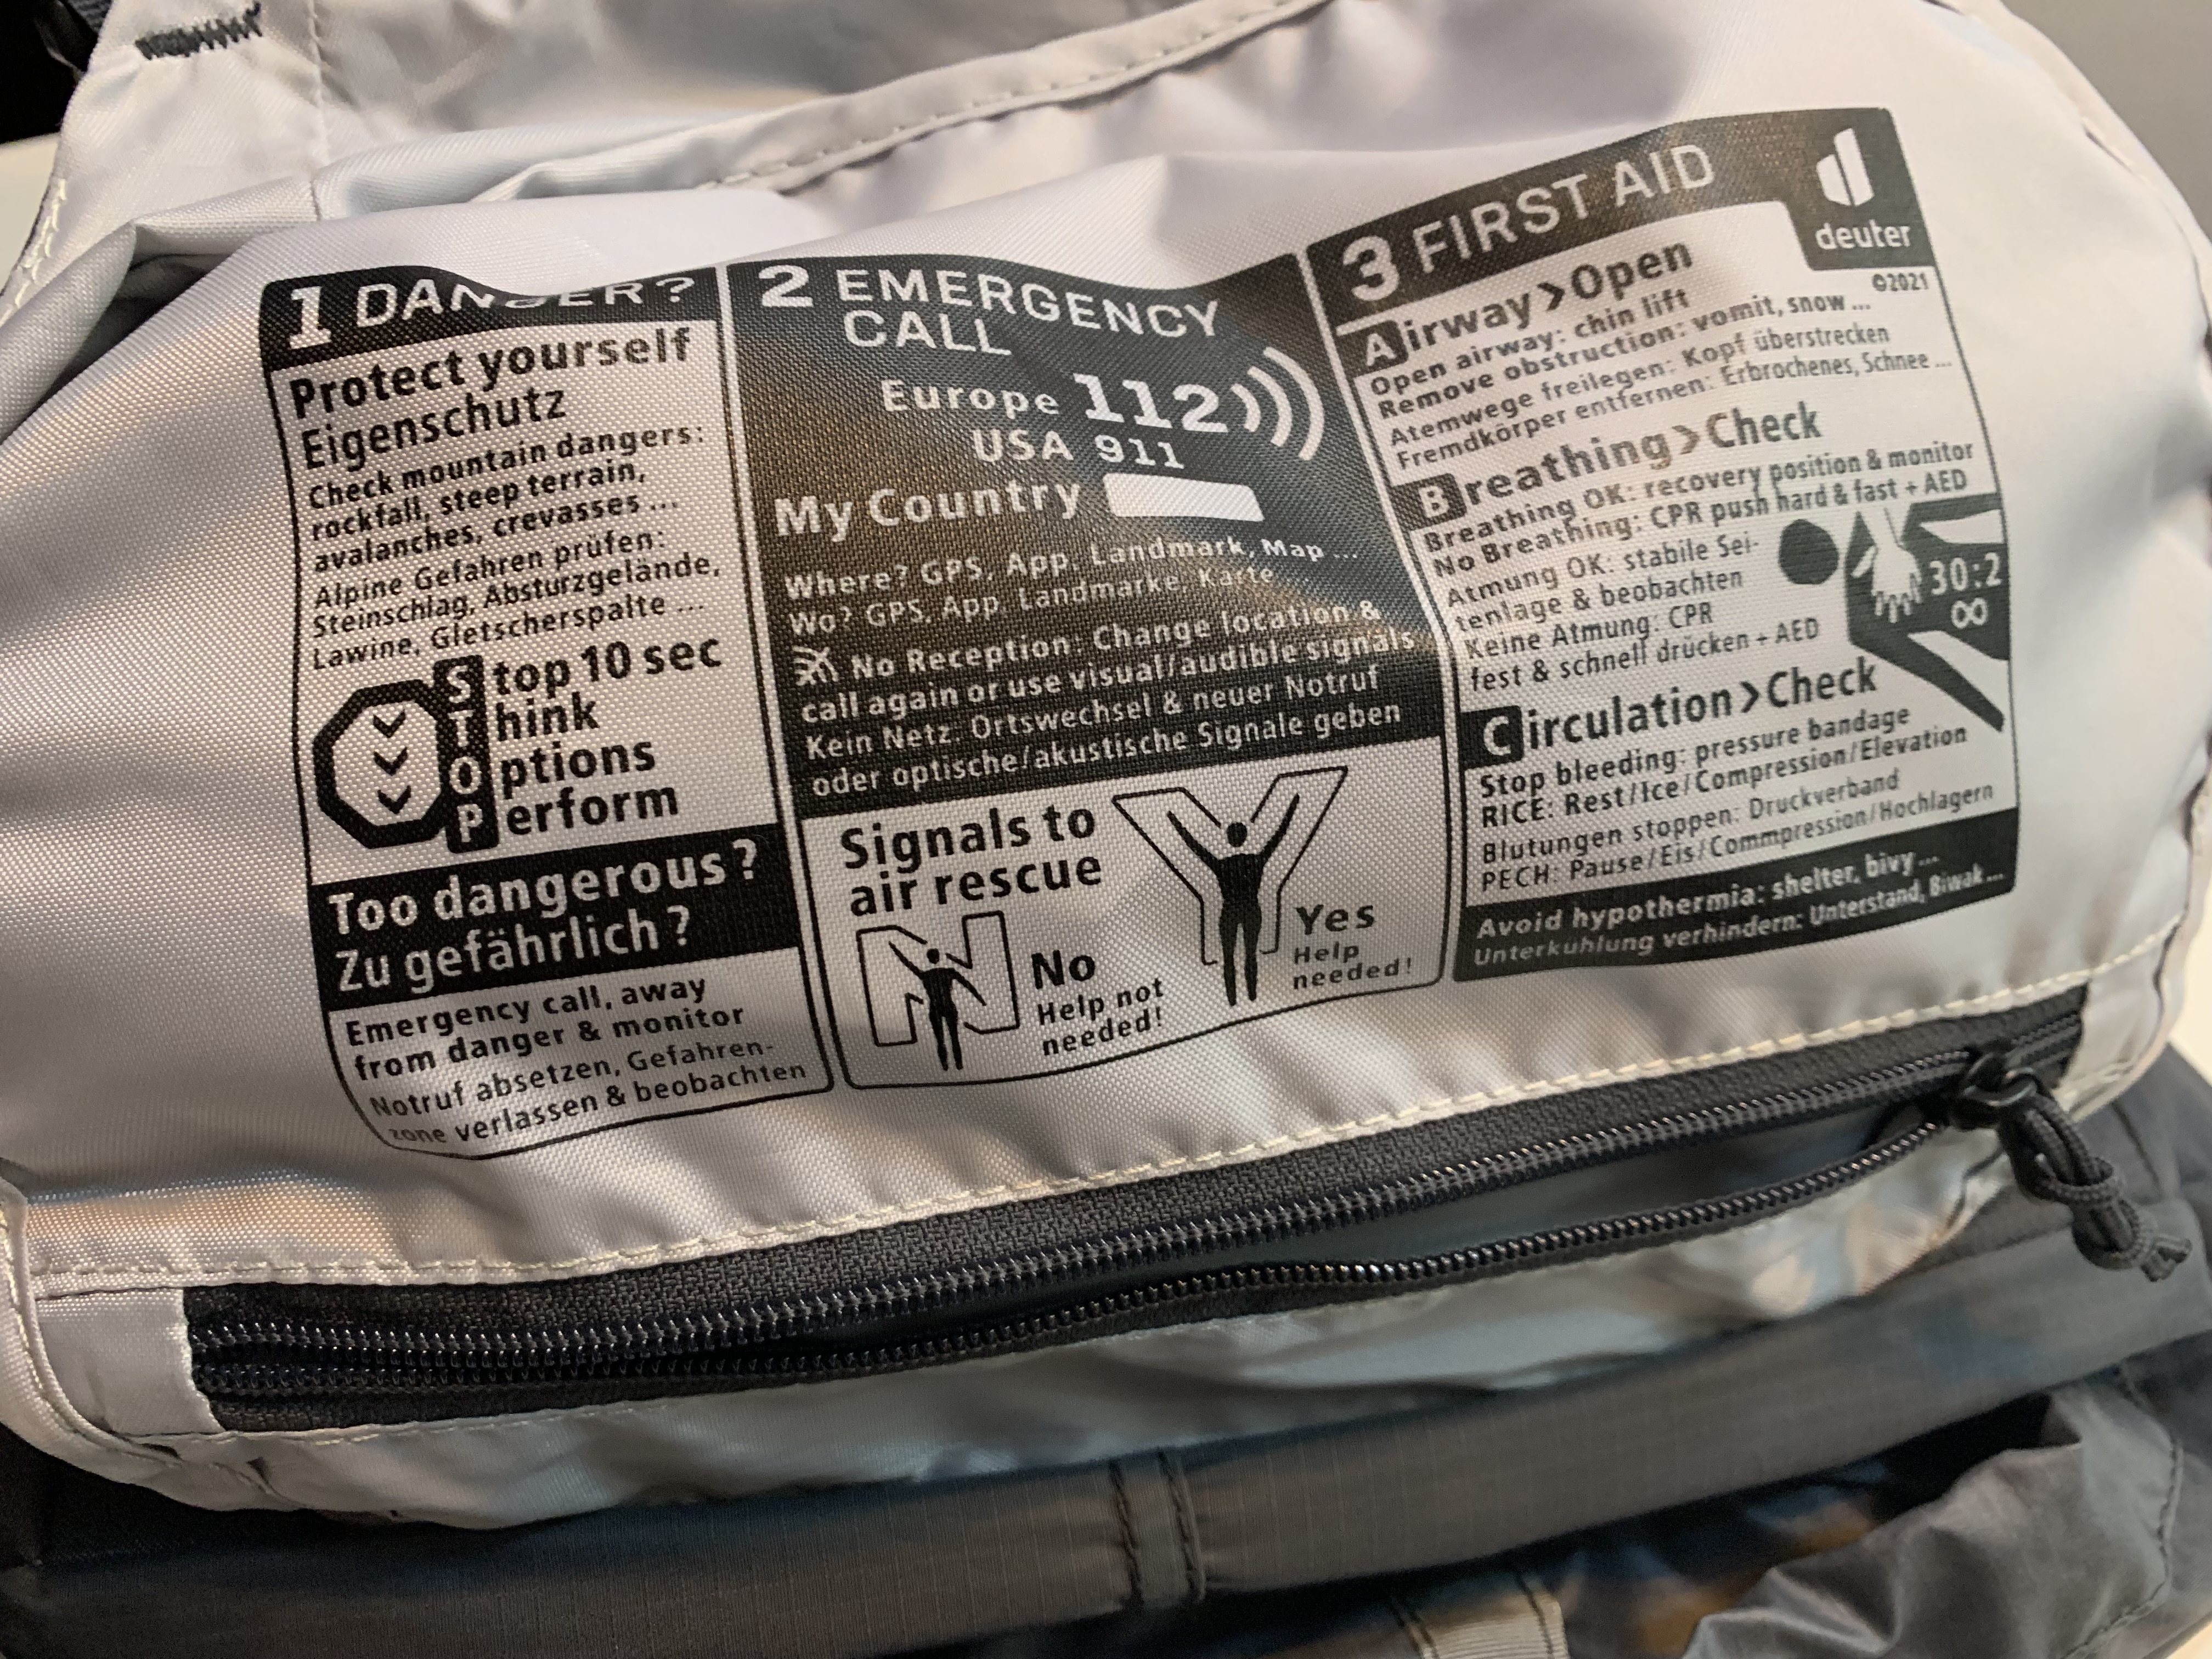 1 DANGER?
Protect yourself
Eigenschutz
Check mountain dangers:
rockfall, steep terrain,
avalanches, crevasses ...
Alpine Gefahren prüfen:
Steinschlag, Absturzgelände,
Lawine, Gletscherspalte ...
Stop 10 sec
Think
Options
Perform
Too dangerous?
Zu gefährlich?
Emergency call, away
from danger & monitor
Notruf absetzen, Gefahren-
zone verlassen & beobachten
2 EMERGENCY
CALL
Europe 112
USA 911
My Country
Where? GPS, App, Landmark, Map ...
Wo? GPS, App, Landmarke, Karte ...
No Reception: Change location &
call again or use visual/audible signals
Kein Netz: Ortswechsel & neuer Notruf
oder optische/akustische Signale geben
Signals to
air rescue
No
Help not
needed!
Yes
Help
needed!
3 FIRST AID
deuter
©2021
Airway > Open
Open airway: chin lift
Remove obstruction: vomit, snow ...
Atemwege freilegen: Kopf überstrecken
Fremdkörper entfernen: Erbrochenes, Schnee ...
Breathing > Check
Breathing OK: recovery position & monitor
No Breathing: CPR push hard & fast + AED
Atmung OK: stabile Sei-
tenlage & beobachten
Keine Atmung: CPR
fest & schnell drücken + AED
30:2
∞
Circulation > Check
Stop bleeding: pressure bandage
RICE: Rest/Ice/Compression/Elevation
Blutungen stoppen: Druckverband
PECH: Pause/Eis/Commpression/Hochlagern
Avoid hypothermia: shelter, bivy ...
Unterkühlung verhindern: Unterstand, Biwak ...